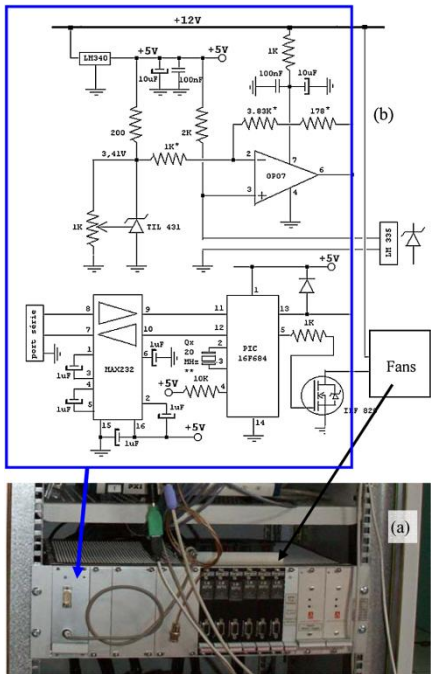 +12V
LM340
+5V
+5V
1K
10uF
100nF
100nF
10uF
(b)
200
2K
3.83K*
178*
3,41V
1K*
2
7
6
OP07
3
4
1K
TIL 431
LM 335
+5V
1
port série
8
9
11
13
7
10
12
5
1K
1
6
1uF
Qx
20
MHz
**
2
3
PIC
16F684
Fans
1uF
3
MAX232
4
+5V
10K
4
1uF
5
2
1uF
14
15
16
1uF
+5V
(a)